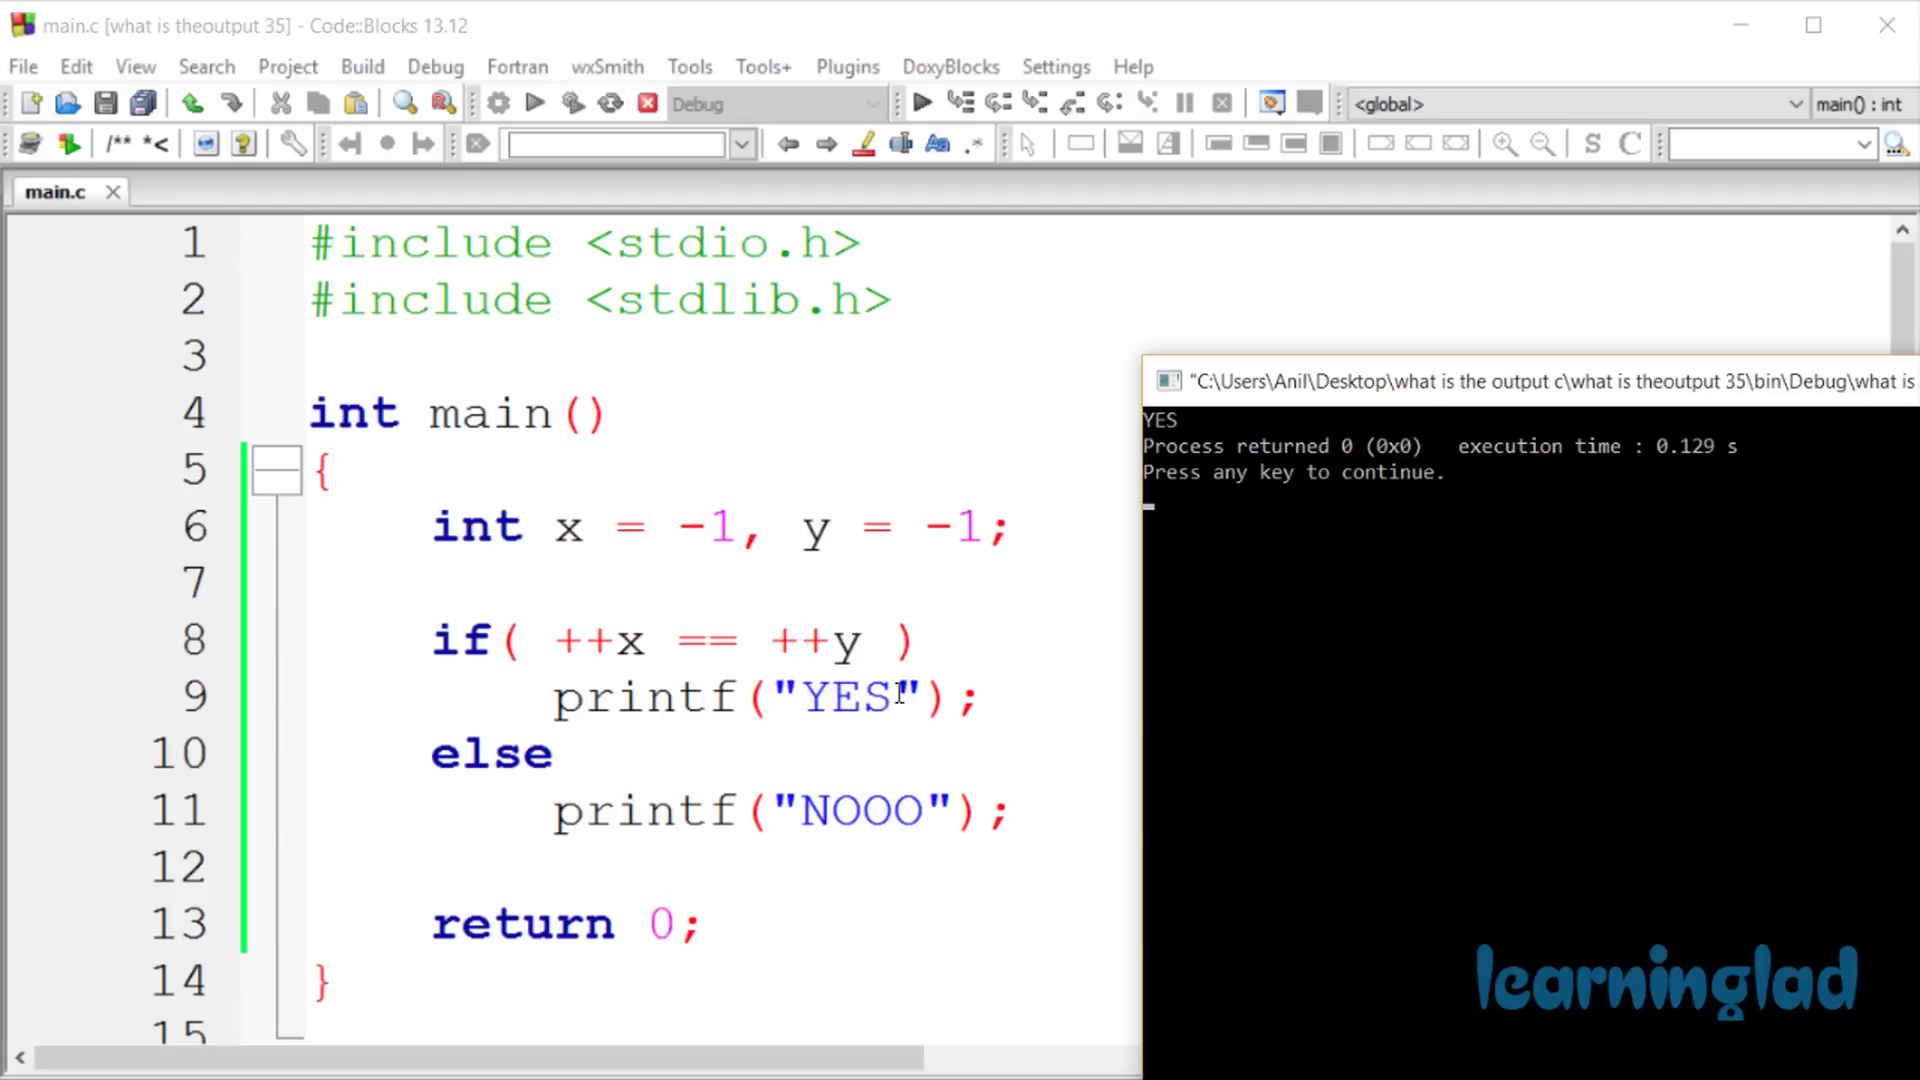 main.c [what is theoutput 35] - Code::Blocks 13.12
File Edit View Search Project Build Debug Fortran wxSmith Tools Tools+ Plugins DoxyBlocks Settings Help
Debug <global> main() : int
/** *< Aa .* S C
main.c
1 #include <stdio.h>
2 #include <stdlib.h>
3
4 int main()
5 {
6 int x = -1, y = -1;
7
8 if( ++x == ++y )
9 printf("YES");
10 else
11 printf("NOOO");
12
13 return 0;
14 }
15
"C:\Users\Anil\Desktop\what is the output c\what is theoutput 35\bin\Debug\what is
YES
Process returned 0 (0x0) execution time : 0.129 s
Press any key to continue.
learninglad